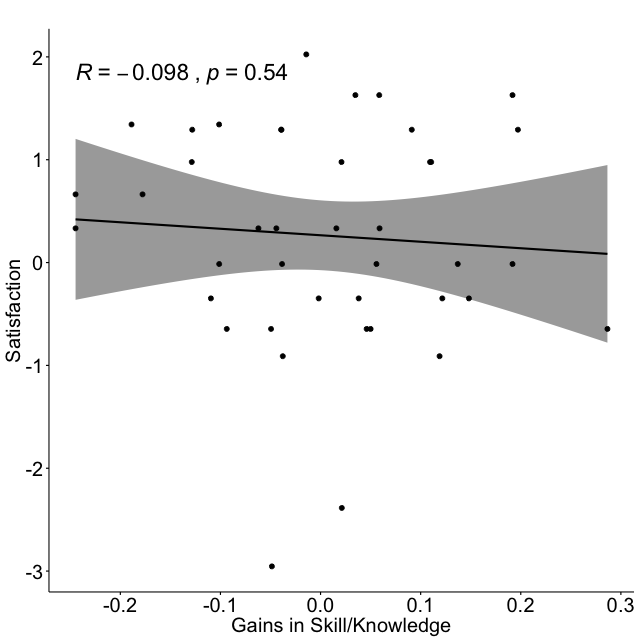 2
R = −0.098 , p = 0.54
1
0
Satisfaction
-1
-2
-3
-0.2 -0.1 0.0 0.1 0.2 0.3
Gains in Skill/Knowledge